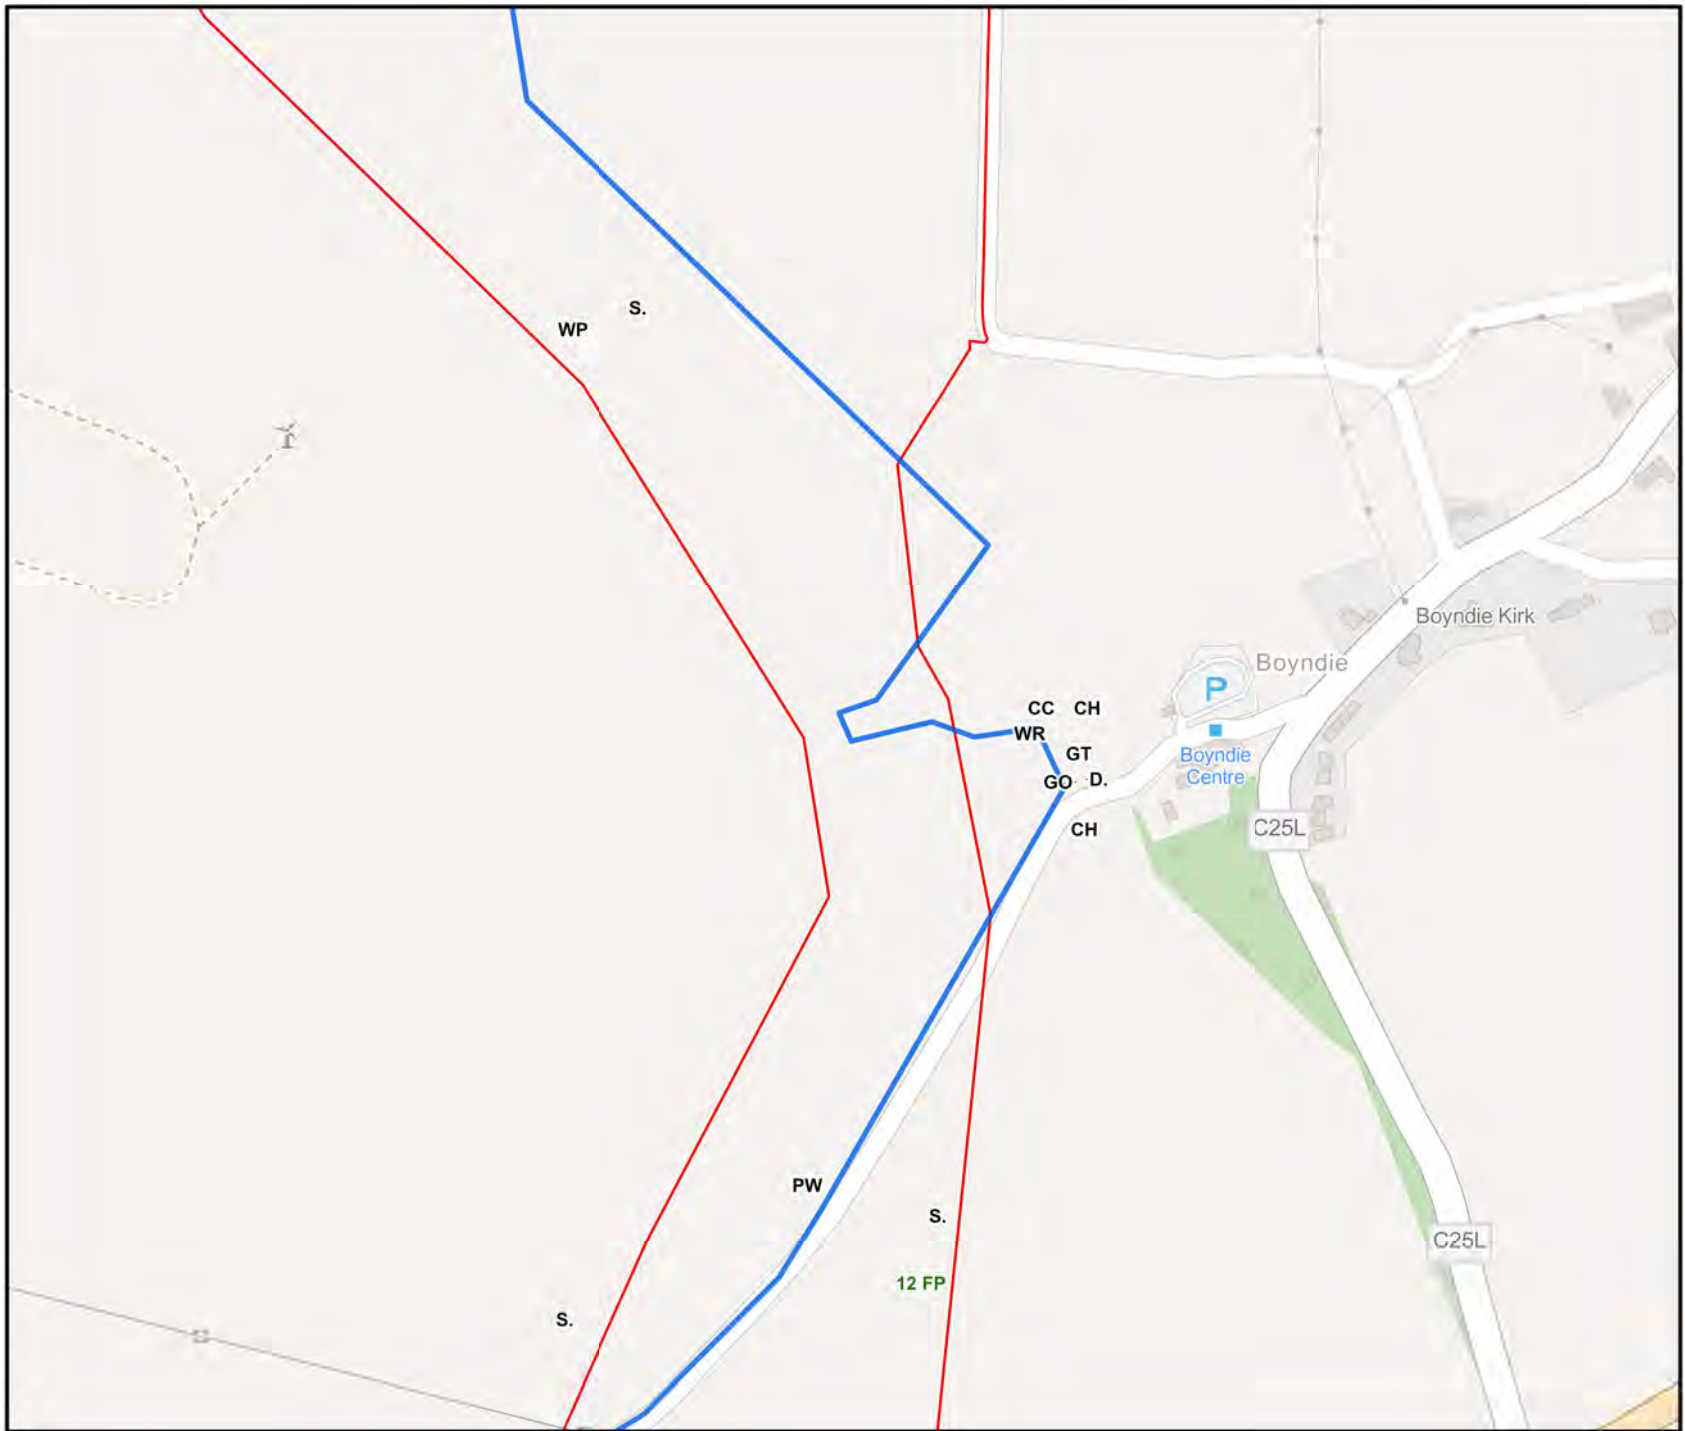 S.
WP
Boyndie Kirk
Boyndie
P
CC CH
WR
GT
Boyndie
Centre
GO D.
CH
C25L
PW
S.
C25L
12 FP
S.